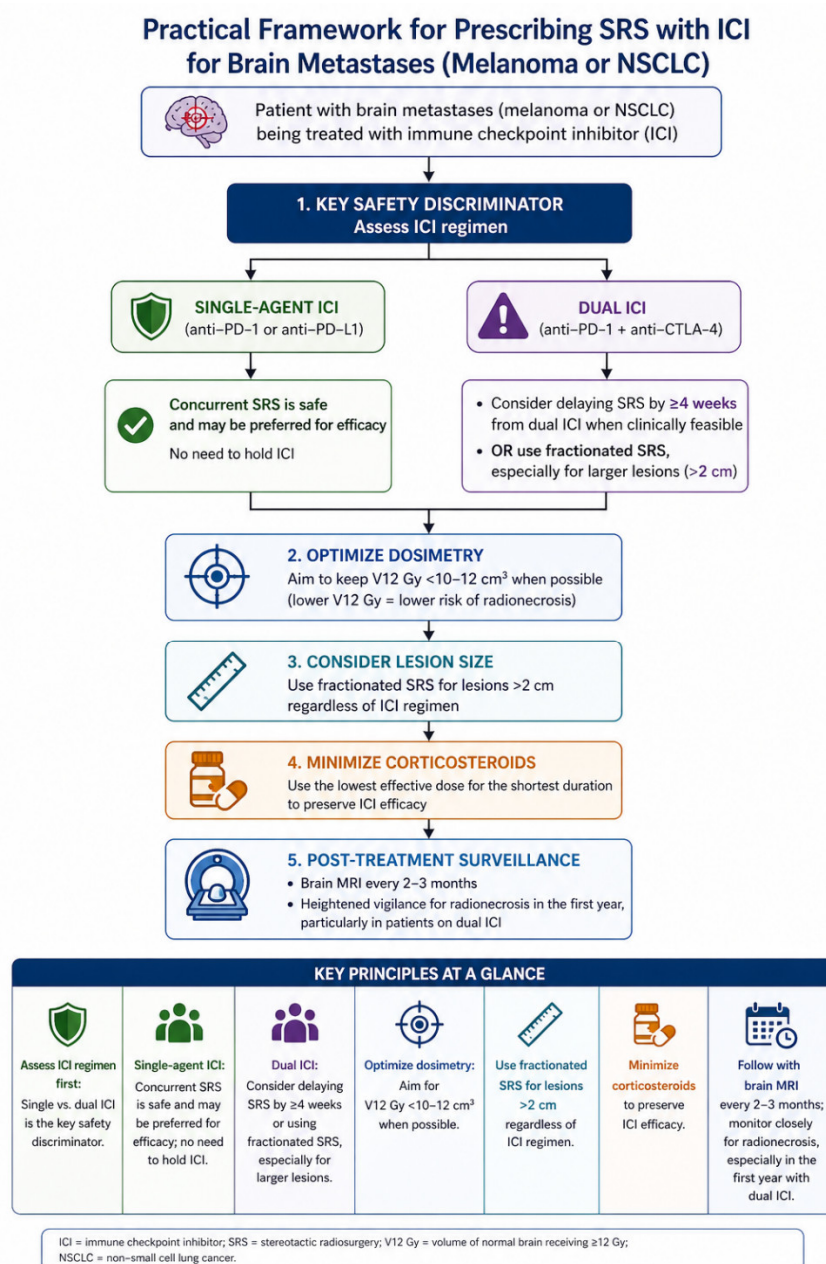 Practical Framework for Prescribing SRS with ICI
for Brain Metastases (Melanoma or NSCLC)
Patient with brain metastases (melanoma or NSCLC)
being treated with immune checkpoint inhibitor (ICI)
1. KEY SAFETY DISCRIMINATOR
Assess ICI regimen
SINGLE-AGENT ICI
(anti–PD–1 or anti–PD–L1)
DUAL ICI
(anti–PD–1 + anti–CTLA–4)
Concurrent SRS is safe
and may be preferred for efficacy
No need to hold ICI
• Consider delaying SRS by ≥4 weeks
from dual ICI when clinically feasible
• OR use fractionated SRS,
especially for larger lesions (>2 cm)
2. OPTIMIZE DOSIMETRY
Aim to keep V12 Gy <10–12 cm³ when possible
(lower V12 Gy = lower risk of radionecrosis)
3. CONSIDER LESION SIZE
Use fractionated SRS for lesions >2 cm
regardless of ICI regimen
4. MINIMIZE CORTICOSTEROIDS
Use the lowest effective dose for the shortest duration
to preserve ICI efficacy
5. POST-TREATMENT SURVEILLANCE
• Brain MRI every 2–3 months
• Heightened vigilance for radionecrosis in the first year,
particularly in patients on dual ICI
KEY PRINCIPLES AT A GLANCE
Assess ICI regimen
first:
Single vs. dual ICI
is the key safety
discriminator.
Single-agent ICI:
Concurrent SRS
is safe and may
be preferred for
efficacy; no need
to hold ICI.
Dual ICI:
Consider delaying
SRS by ≥4 weeks
or using
fractionated SRS,
especially for
larger lesions.
Optimize dosimetry:
Aim for
V12 Gy <10–12 cm³
when possible.
Use fractionated
SRS for lesions
>2 cm
regardless of
ICI regimen.
Minimize
corticosteroids
to preserve
ICI efficacy.
Follow with
brain MRI
every 2–3 months;
monitor closely
for radionecrosis,
especially in the
first year with
dual ICI.
ICI = immune checkpoint inhibitor; SRS = stereotactic radiosurgery; V12 Gy = volume of normal brain receiving ≥12 Gy;
NSCLC = non–small cell lung cancer.